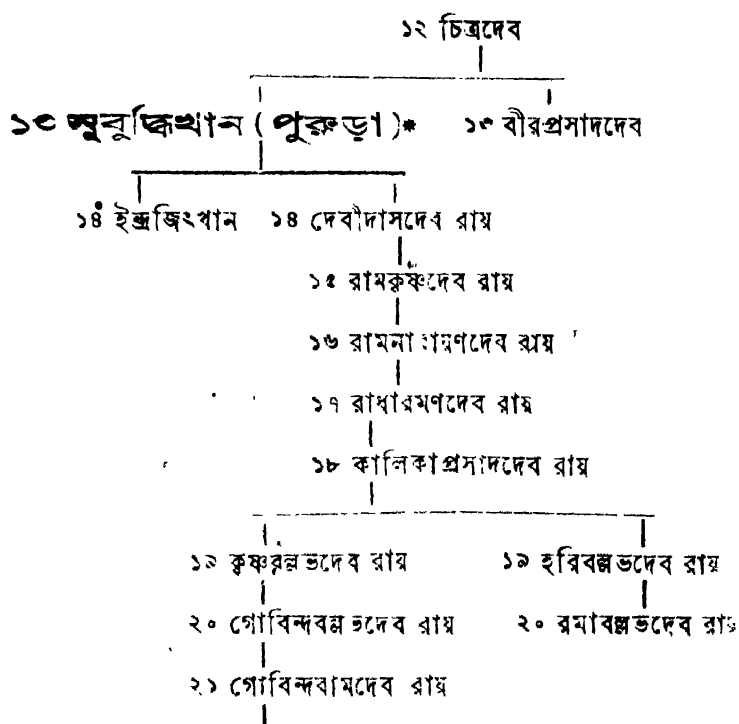 ১২ চিত্রদেব
১৩ সুবুদ্ধিখান (পুরুড়া)* ১৩ বীরপ্রসাদদেব
১৪ ইন্দ্রজিৎখান ১৪ দেবীদাসদেব রায়
১৫ রামকৃষ্ণদেব রায়
১৬ রামনারায়ণদেব রায়
১৭ রাধারমণদেব রায়
১৮ কালিকাপ্রসাদদেব রায়
১৯ কৃষ্ণবল্লভদেব রায় ১৯ হরিবল্লভদেব রায়
২০ গোবিন্দবল্লভদেব রায় ২০ রমাবল্লভদেব রায়
২১ গোবিন্দরামদেব রায়